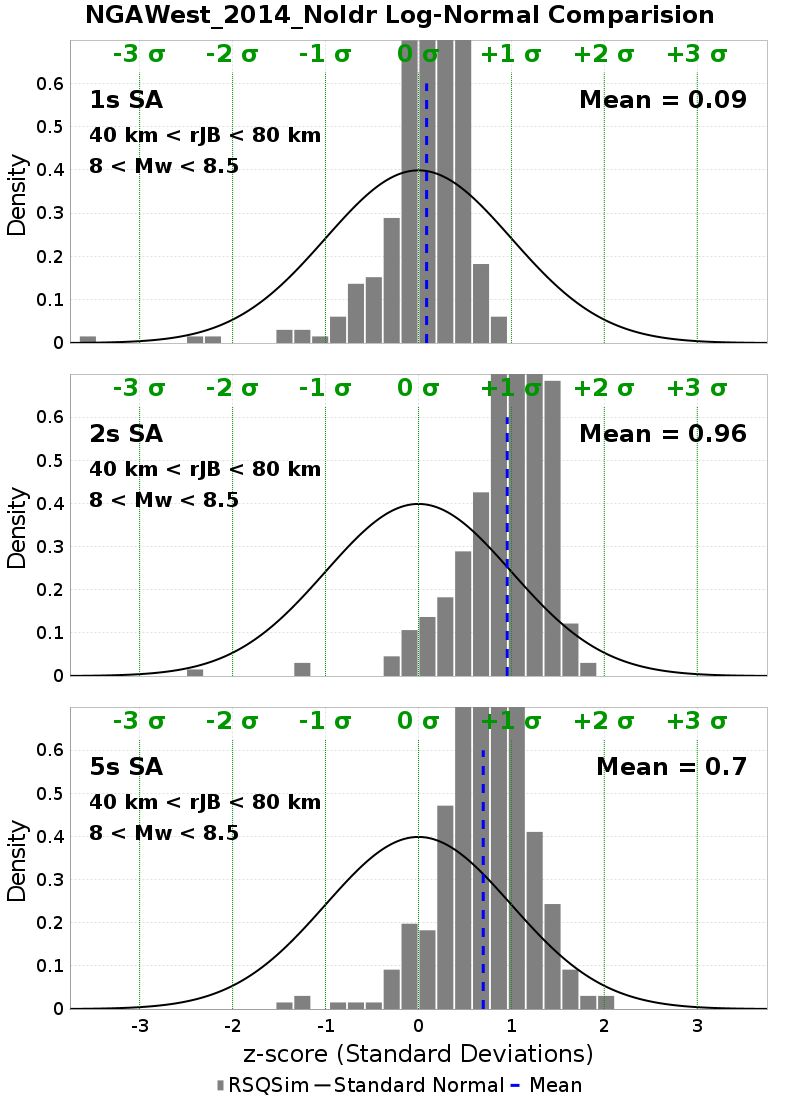 NGAWest_2014_NoIdr Log-Normal Comparision
-3 σ -2 σ -1 σ 0 σ +1 σ +2 σ +3 σ
1s SA Mean = 0.09
40 km < rJB < 80 km
8 < Mw < 8.5
Density
0.6
0.5
0.4
0.3
0.2
0.1
0
-3 σ -2 σ -1 σ 0 σ +1 σ +2 σ +3 σ
2s SA Mean = 0.96
40 km < rJB < 80 km
8 < Mw < 8.5
Density
0.6
0.5
0.4
0.3
0.2
0.1
0
-3 σ -2 σ -1 σ 0 σ +1 σ +2 σ +3 σ
5s SA Mean = 0.7
40 km < rJB < 80 km
8 < Mw < 8.5
Density
0.6
0.5
0.4
0.3
0.2
0.1
0
-3 -2 -1 0 1 2 3
z-score (Standard Deviations)
RSQSim Standard Normal Mean